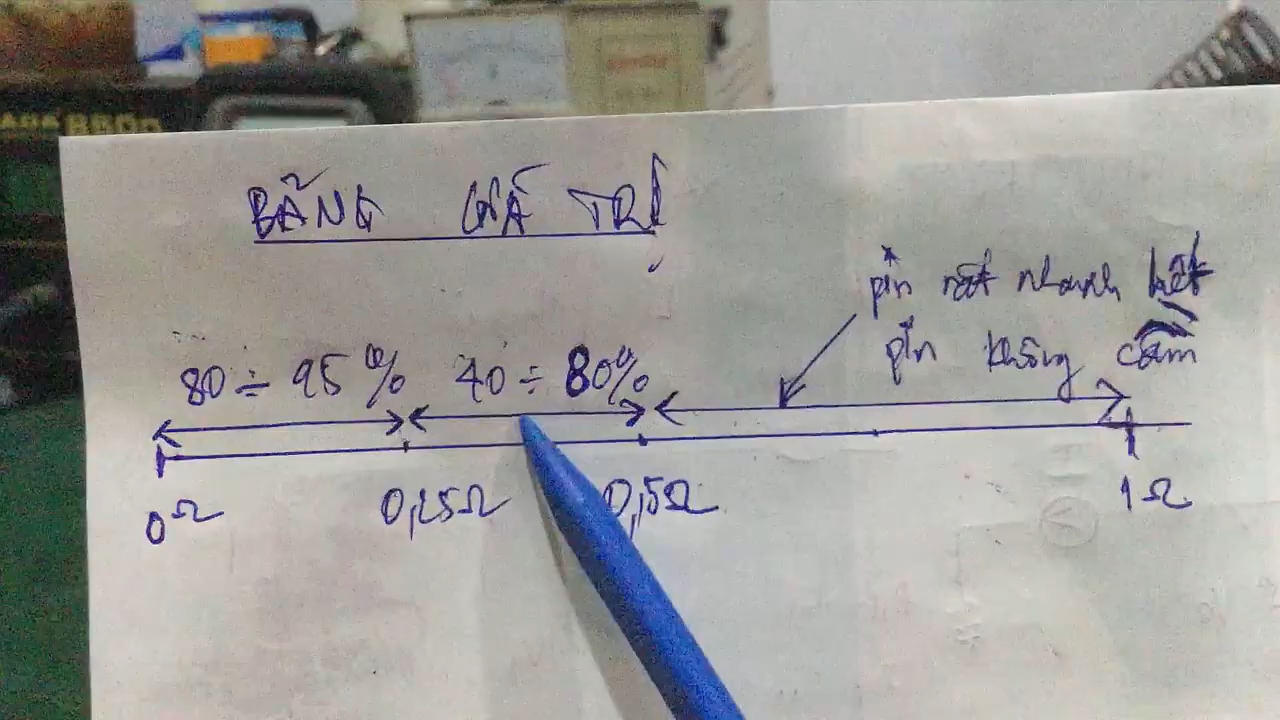 BẢNG GIÁ TRỊ
* pin rất nhanh hết
pin không cầm
80 ÷ 95 % 40 ÷ 80%
0Ω 0,25Ω 0,5Ω 1Ω